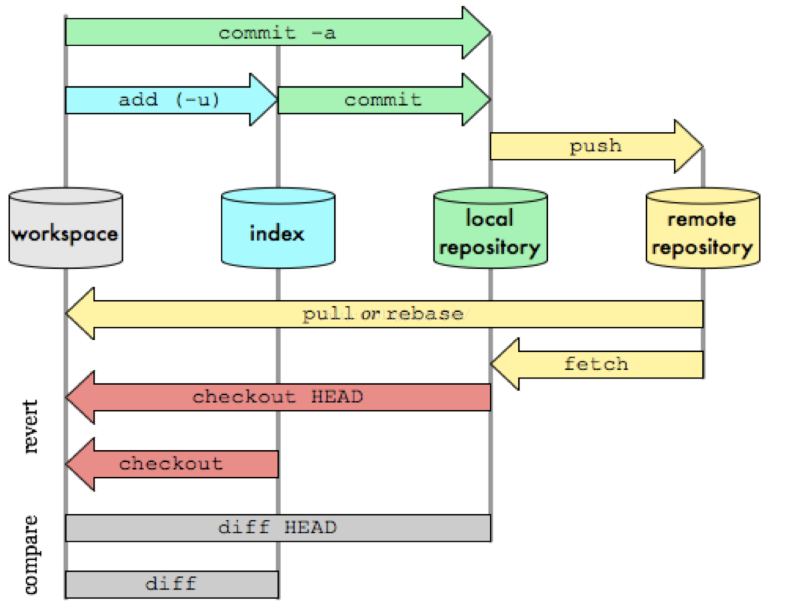 commit -a
add (-u)
commit
push
workspace
index
local
repository
remote
repository
pull or rebase
fetch
revert
checkout HEAD
checkout
compare
diff HEAD
diff